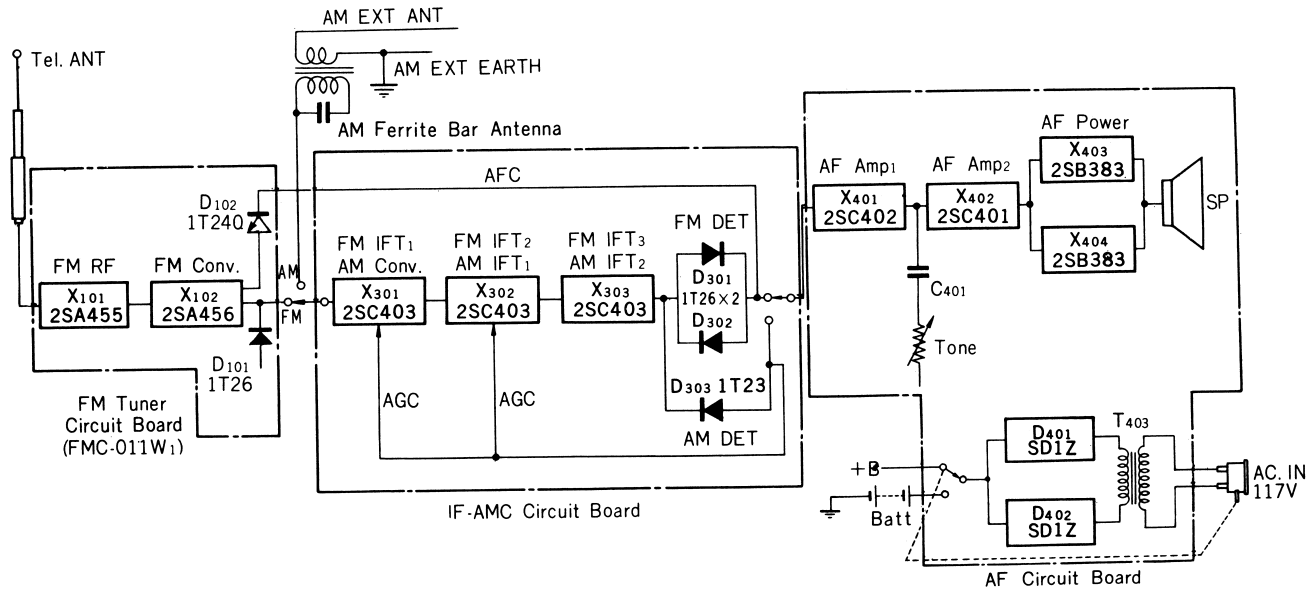 AM EXT ANT
Tel. ANT
AM EXT EARTH
AM Ferrite Bar Antenna
AF Power
AFC
AF Amp1
AF Amp2
X403
2SB383
D102
1T240
X401
2SC402
X402
2SC401
SP
FM DET
FM IFT1
AM Conv.
FM IFT2
AM IFT1
FM IFT3
AM IFT2
X404
2SB383
FM RF
FM Conv.
AM
D301
1T26×2
X101
2SA455
X102
2SA456
X301
2SC403
X302
2SC403
X303
2SC403
C401
FM
D302
Tone
D101
1T26
D303 1T23
AGC
AGC
FM Tuner
Circuit Board
(FMC-011W1)
AM DET
T403
D401
SD1Z
+B
AC. IN
117V
IF-AMC Circuit Board
Batt
D402
SD1Z
AF Circuit Board